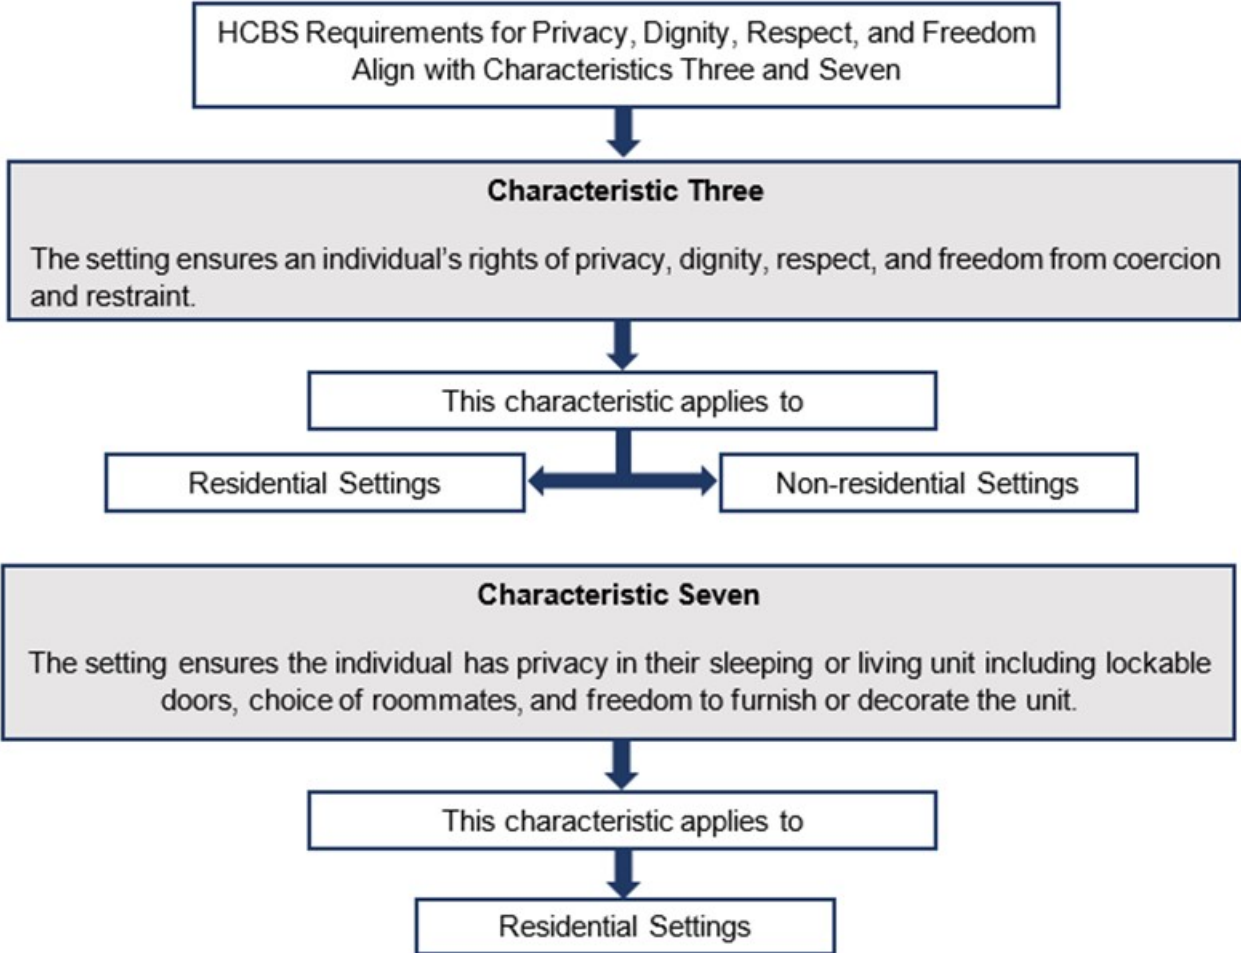 HCBS Requirements for Privacy, Dignity, Respect, and Freedom
Align with Characteristics Three and Seven
Characteristic Three
The setting ensures an individual’s rights of privacy, dignity, respect, and freedom from coercion
and restraint.
This characteristic applies to
Residential Settings
Non-residential Settings
Characteristic Seven
The setting ensures the individual has privacy in their sleeping or living unit including lockable
doors, choice of roommates, and freedom to furnish or decorate the unit.
This characteristic applies to
Residential Settings